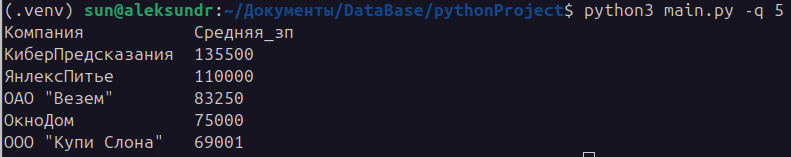 (.venv) sun@aleksundr:~/Документы/DataBase/pythonProject$ python3 main.py -q 5
Компания Средняя_зп
КиберПредсказания 135500
ЯнлексПитье 110000
ОАО "Везем" 83250
ОкноДом 75000
ООО "Купи Слона" 69001